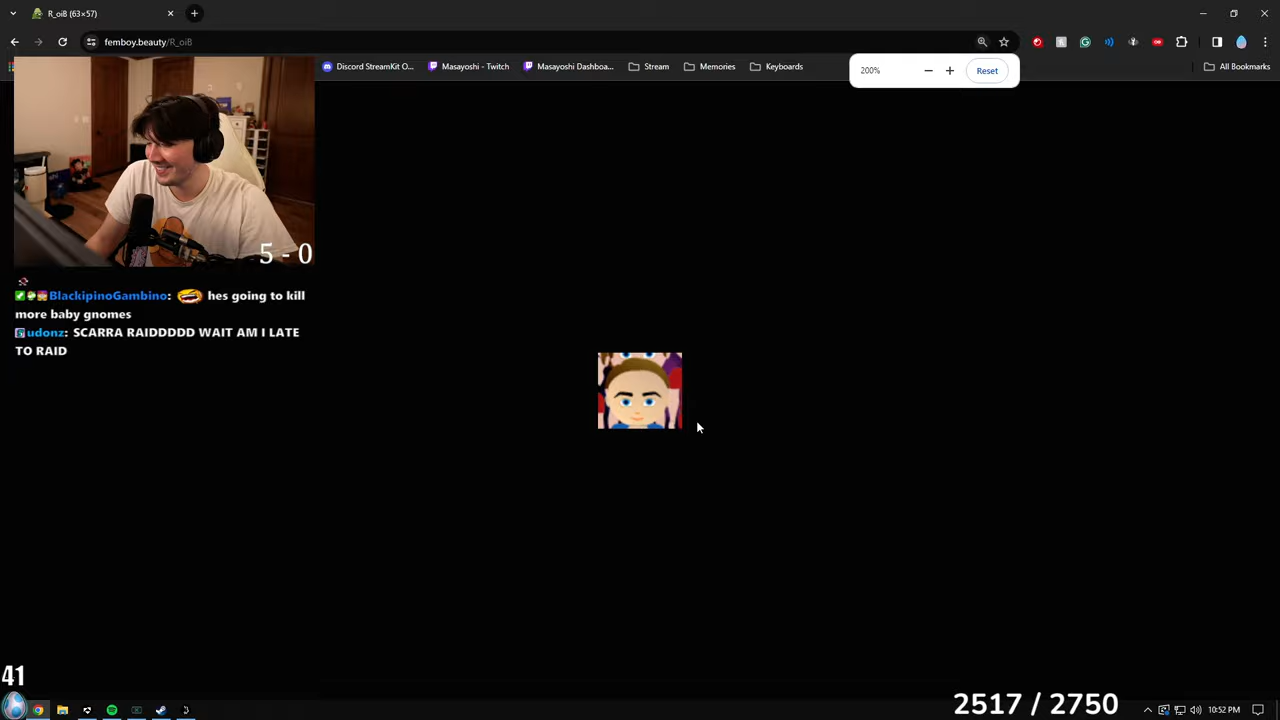 R_oiB (63×57)
femboy.beauty/R_oiB
Discord StreamKit O... Masayoshi - Twitch Masayoshi Dashboa... Stream Memories Keyboards All Bookmarks
200% Reset
5 - 0
BlackipinoGambino: hes going to kill
more baby gnomes
udonz: SCARRA RAIDDDDD WAIT AM I LATE
TO RAID
41
2517 / 2750
10:52 PM